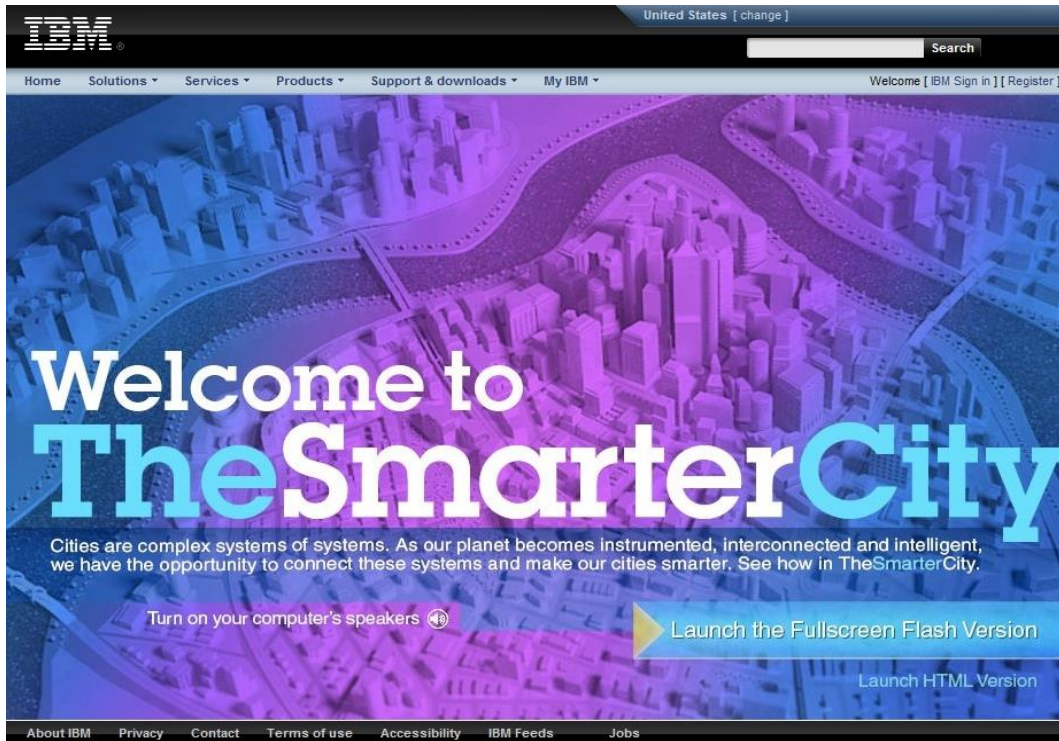 United States [ change ]
IBM®
Search
Home Solutions Services Products Support & downloads My IBM Welcome [ IBM Sign in ] [ Register ]
Welcome to
TheSmarterCity
Cities are complex systems of systems. As our planet becomes instrumented, interconnected and intelligent,
we have the opportunity to connect these systems and make our cities smarter. See how in TheSmarterCity.
Turn on your computer's speakers
Launch the Fullscreen Flash Version
Launch HTML Version
About IBM Privacy Contact Terms of use Accessibility IBM Feeds Jobs